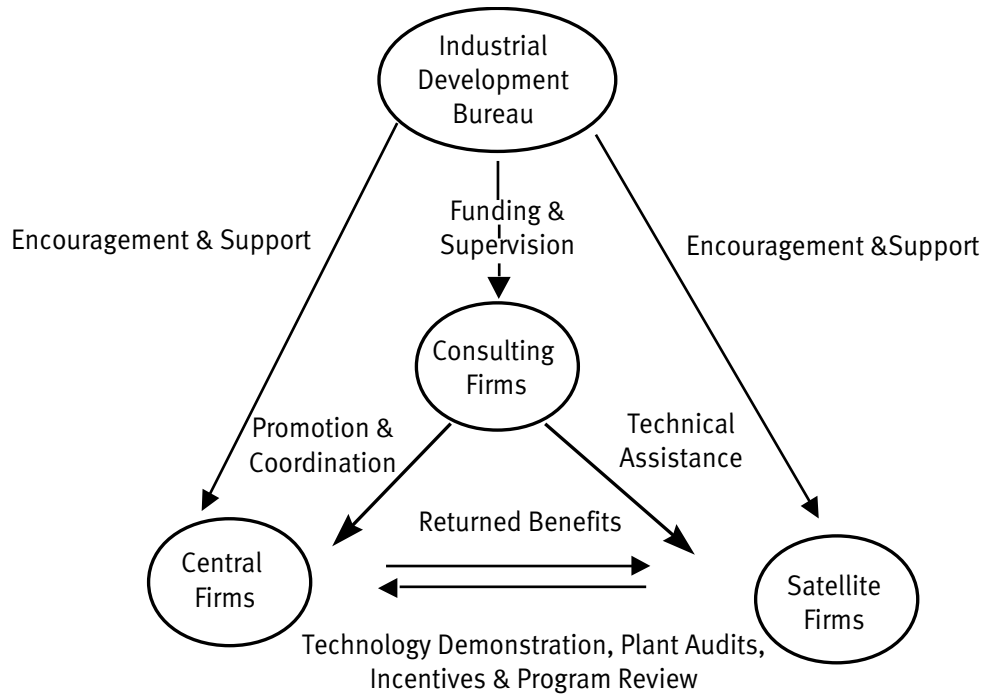 Industrial
Development
Bureau
Funding &
Supervision
Encouragement & Support
Encouragement &Support
Consulting
Firms
Promotion &
Coordination
Technical
Assistance
Returned Benefits
Central
Firms
Satellite
Firms
Technology Demonstration, Plant Audits,
Incentives & Program Review